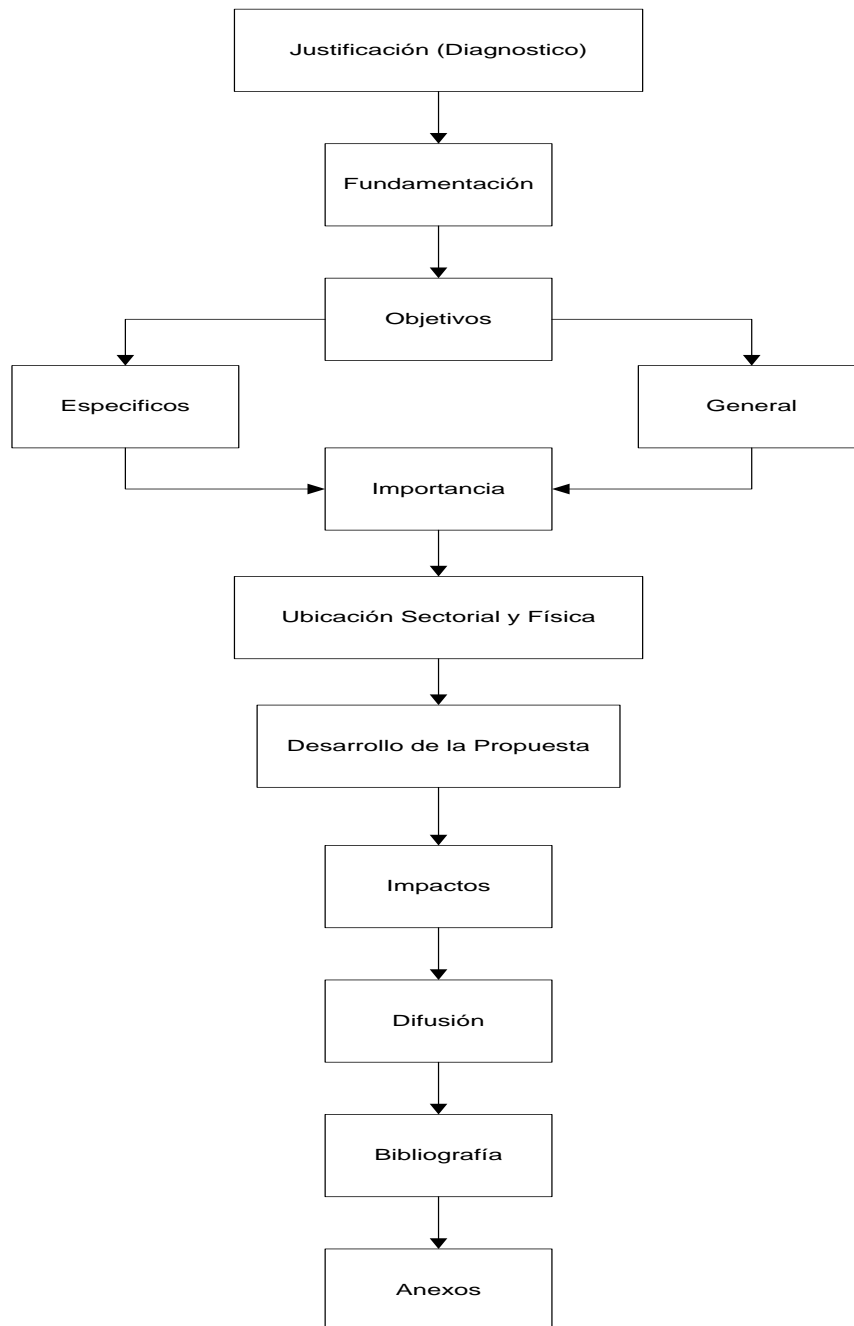 Justificación (Diagnostico)
Fundamentación
Objetivos
Especificos
General
Importancia
Ubicación Sectorial y Física
Desarrollo de la Propuesta
Impactos
Difusión
Bibliografía
Anexos